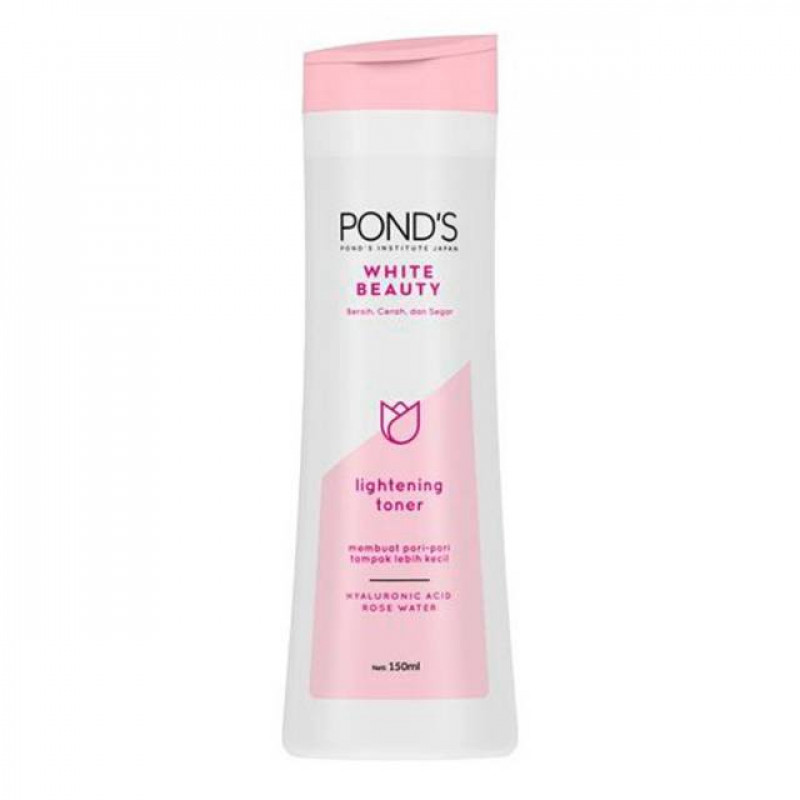 POND'S
POND'S INSTITUTE JAPAN
WHITE
BEAUTY
Bersih, Cerah, dan Segar
lightening
toner
membuat pori-pori
tampak lebih kecil
HYALURONIC ACID
ROSE WATER
Nett 150ml